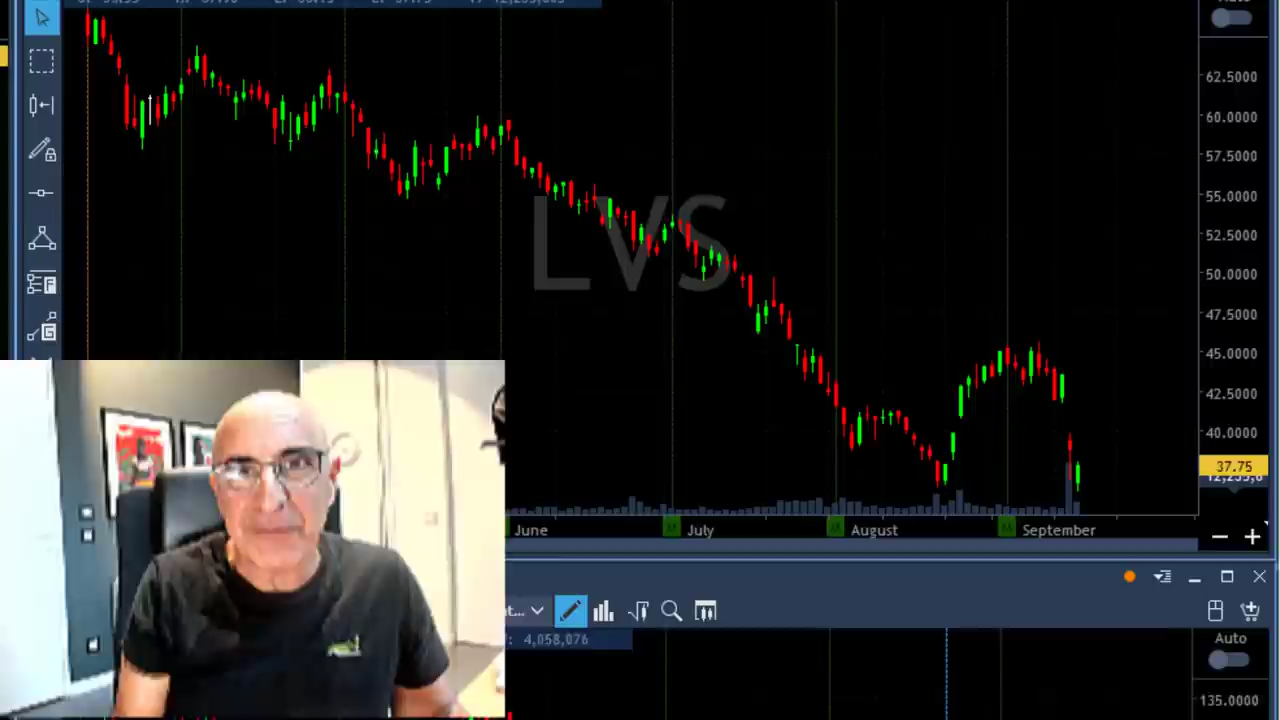 Auto
62.5000
60.0000
57.5000
55.0000
LVS
52.5000
50.0000
47.5000
45.0000
42.5000
40.0000
37.75
F
G
June
July
August
September
4,058,076
Auto
135.0000